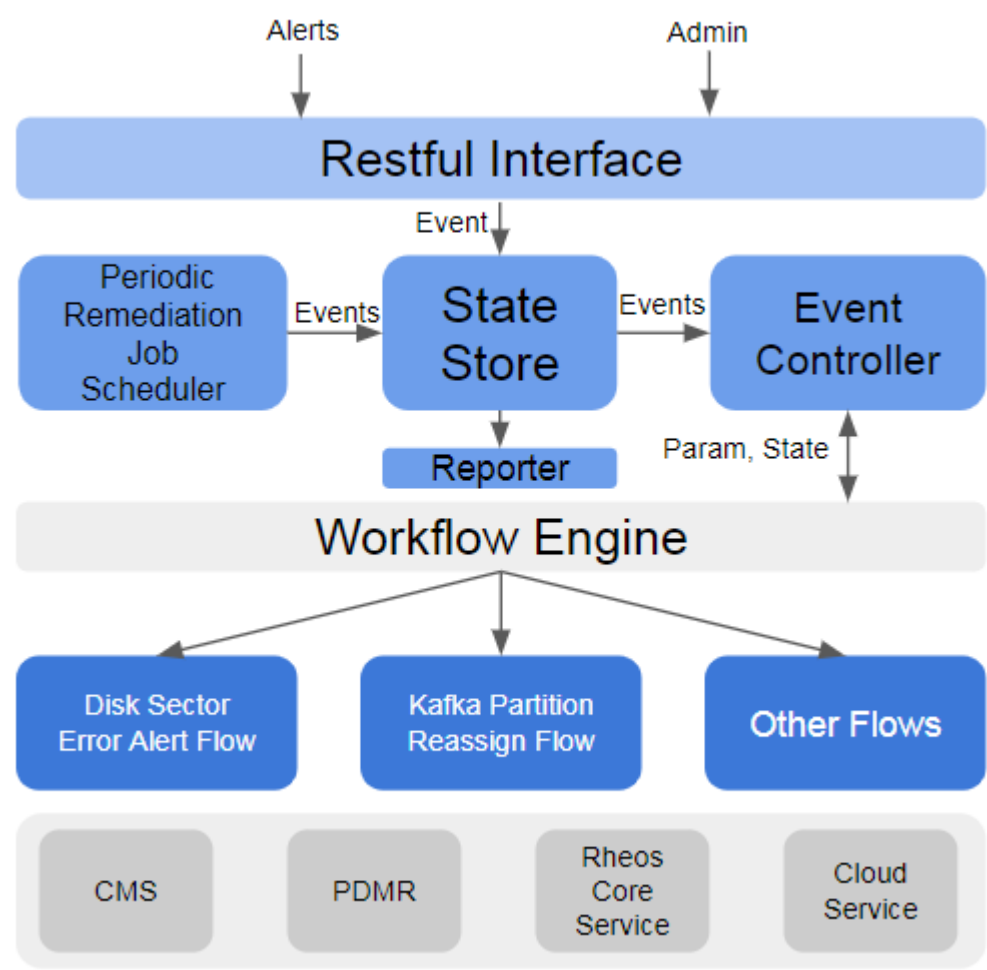 Alerts
Admin
Restful Interface
Event
Periodic
Remediation
Job
Scheduler
Events
State
Store
Events
Event
Controller
Param, State
Reporter
Workflow Engine
Disk Sector
Error Alert Flow
Kafka Partition
Reassign Flow
Other Flows
CMS
PDMR
Rheos
Core
Service
Cloud
Service